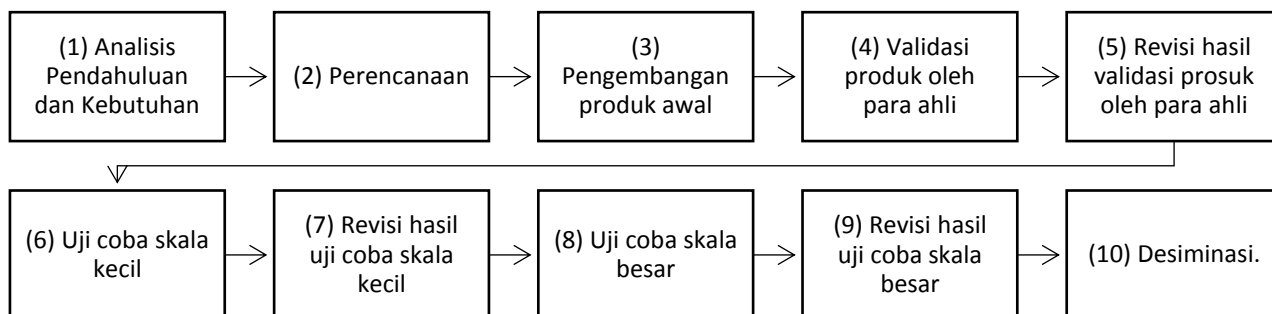 (1) Analisis
Pendahuluan
dan Kebutuhan
(2) Perencanaan
(3)
Pengembangan
produk awal
(4) Validasi
produk oleh
para ahli
(5) Revisi hasil
validasi prosuk
oleh para ahli
(6) Uji coba skala
kecil
(7) Revisi hasil
uji coba skala
kecil
(8) Uji coba skala
besar
(9) Revisi hasil
uji coba skala
besar
(10) Desiminasi.